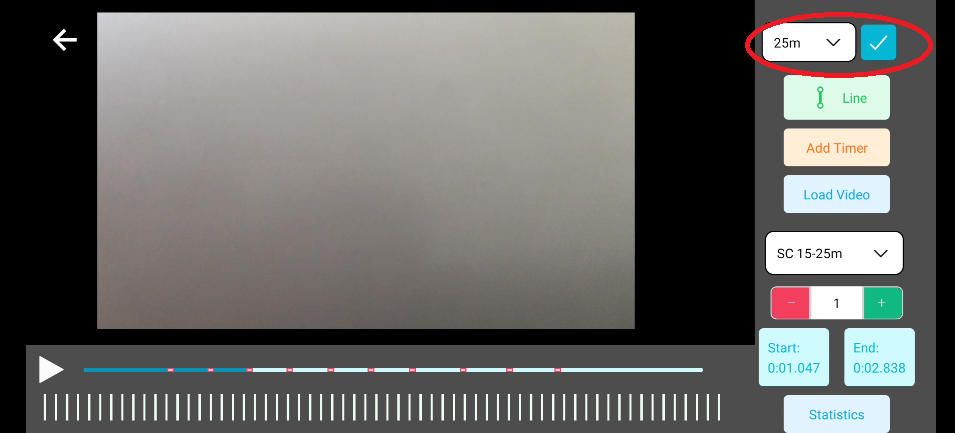 25m
Line
Add Timer
Load Video
SC 15-25m
− 1 +
Start:
0:01.047
End:
0:02.838
Statistics